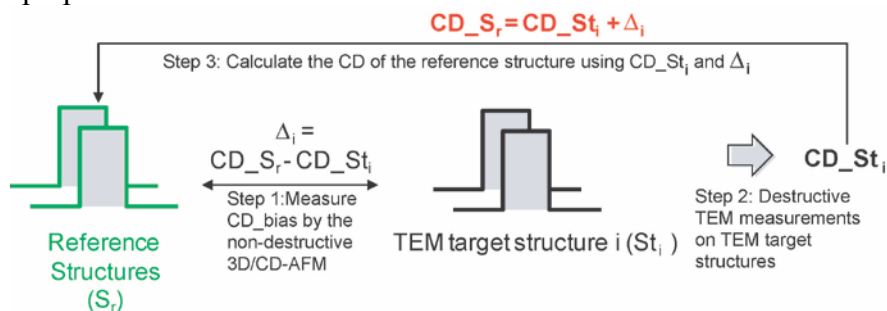 CD_Sr = CD_Sti + Δi
Step 3: Calculate the CD of the reference structure using CD_Sti and Δi
Δi =
CD_Sr- CD_Sti
Step 1:Measure
CD_bias by the
non-destructive
3D/CD-AFM
Reference
Structures
(Sr)
TEM target structure i (Sti )
CD_Sti
Step 2: Destructive
TEM measurements
on TEM target
structures